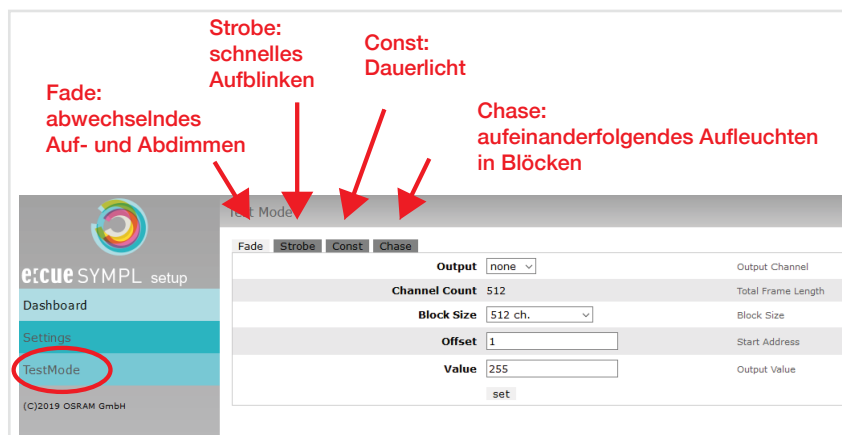 Strobe:
schnelles
Aufblinken
Const:
Dauerlicht
Fade:
abwechselndes
Auf- und Abdimmen
Chase:
aufeinanderfolgendes Aufleuchten
in Blöcken
Test Mode
e:cue SYMPL setup
Dashboard
Settings
TestMode
(C)2019 OSRAM GmbH
Fade Strobe Const Chase
Output none Output Channel
Channel Count 512 Total Frame Length
Block Size 512 ch. Block Size
Offset 1 Start Address
Value 255 Output Value
set